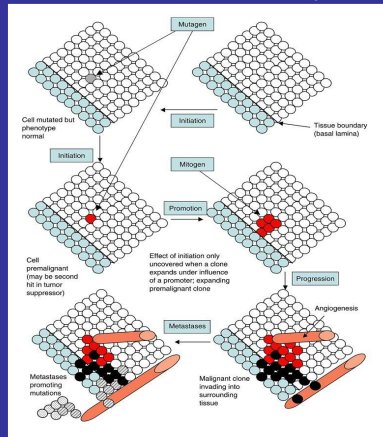 Mutagen
Initiation
Cell mutated but
phenotype
normal
Tissue boundary
(basal lamina)
Initiation
Mitogen
Promotion
Cell
premalignant
(may be second
hit in tumor
suppressor)
Effect of initiation only
uncovered when a clone
expands under influence
of a promoter; expanding
premalignant clone
Progression
Metastases
Angiogenesis
Metastases
promoting
mutations
Malignant clone
invading into
surrounding
tissue